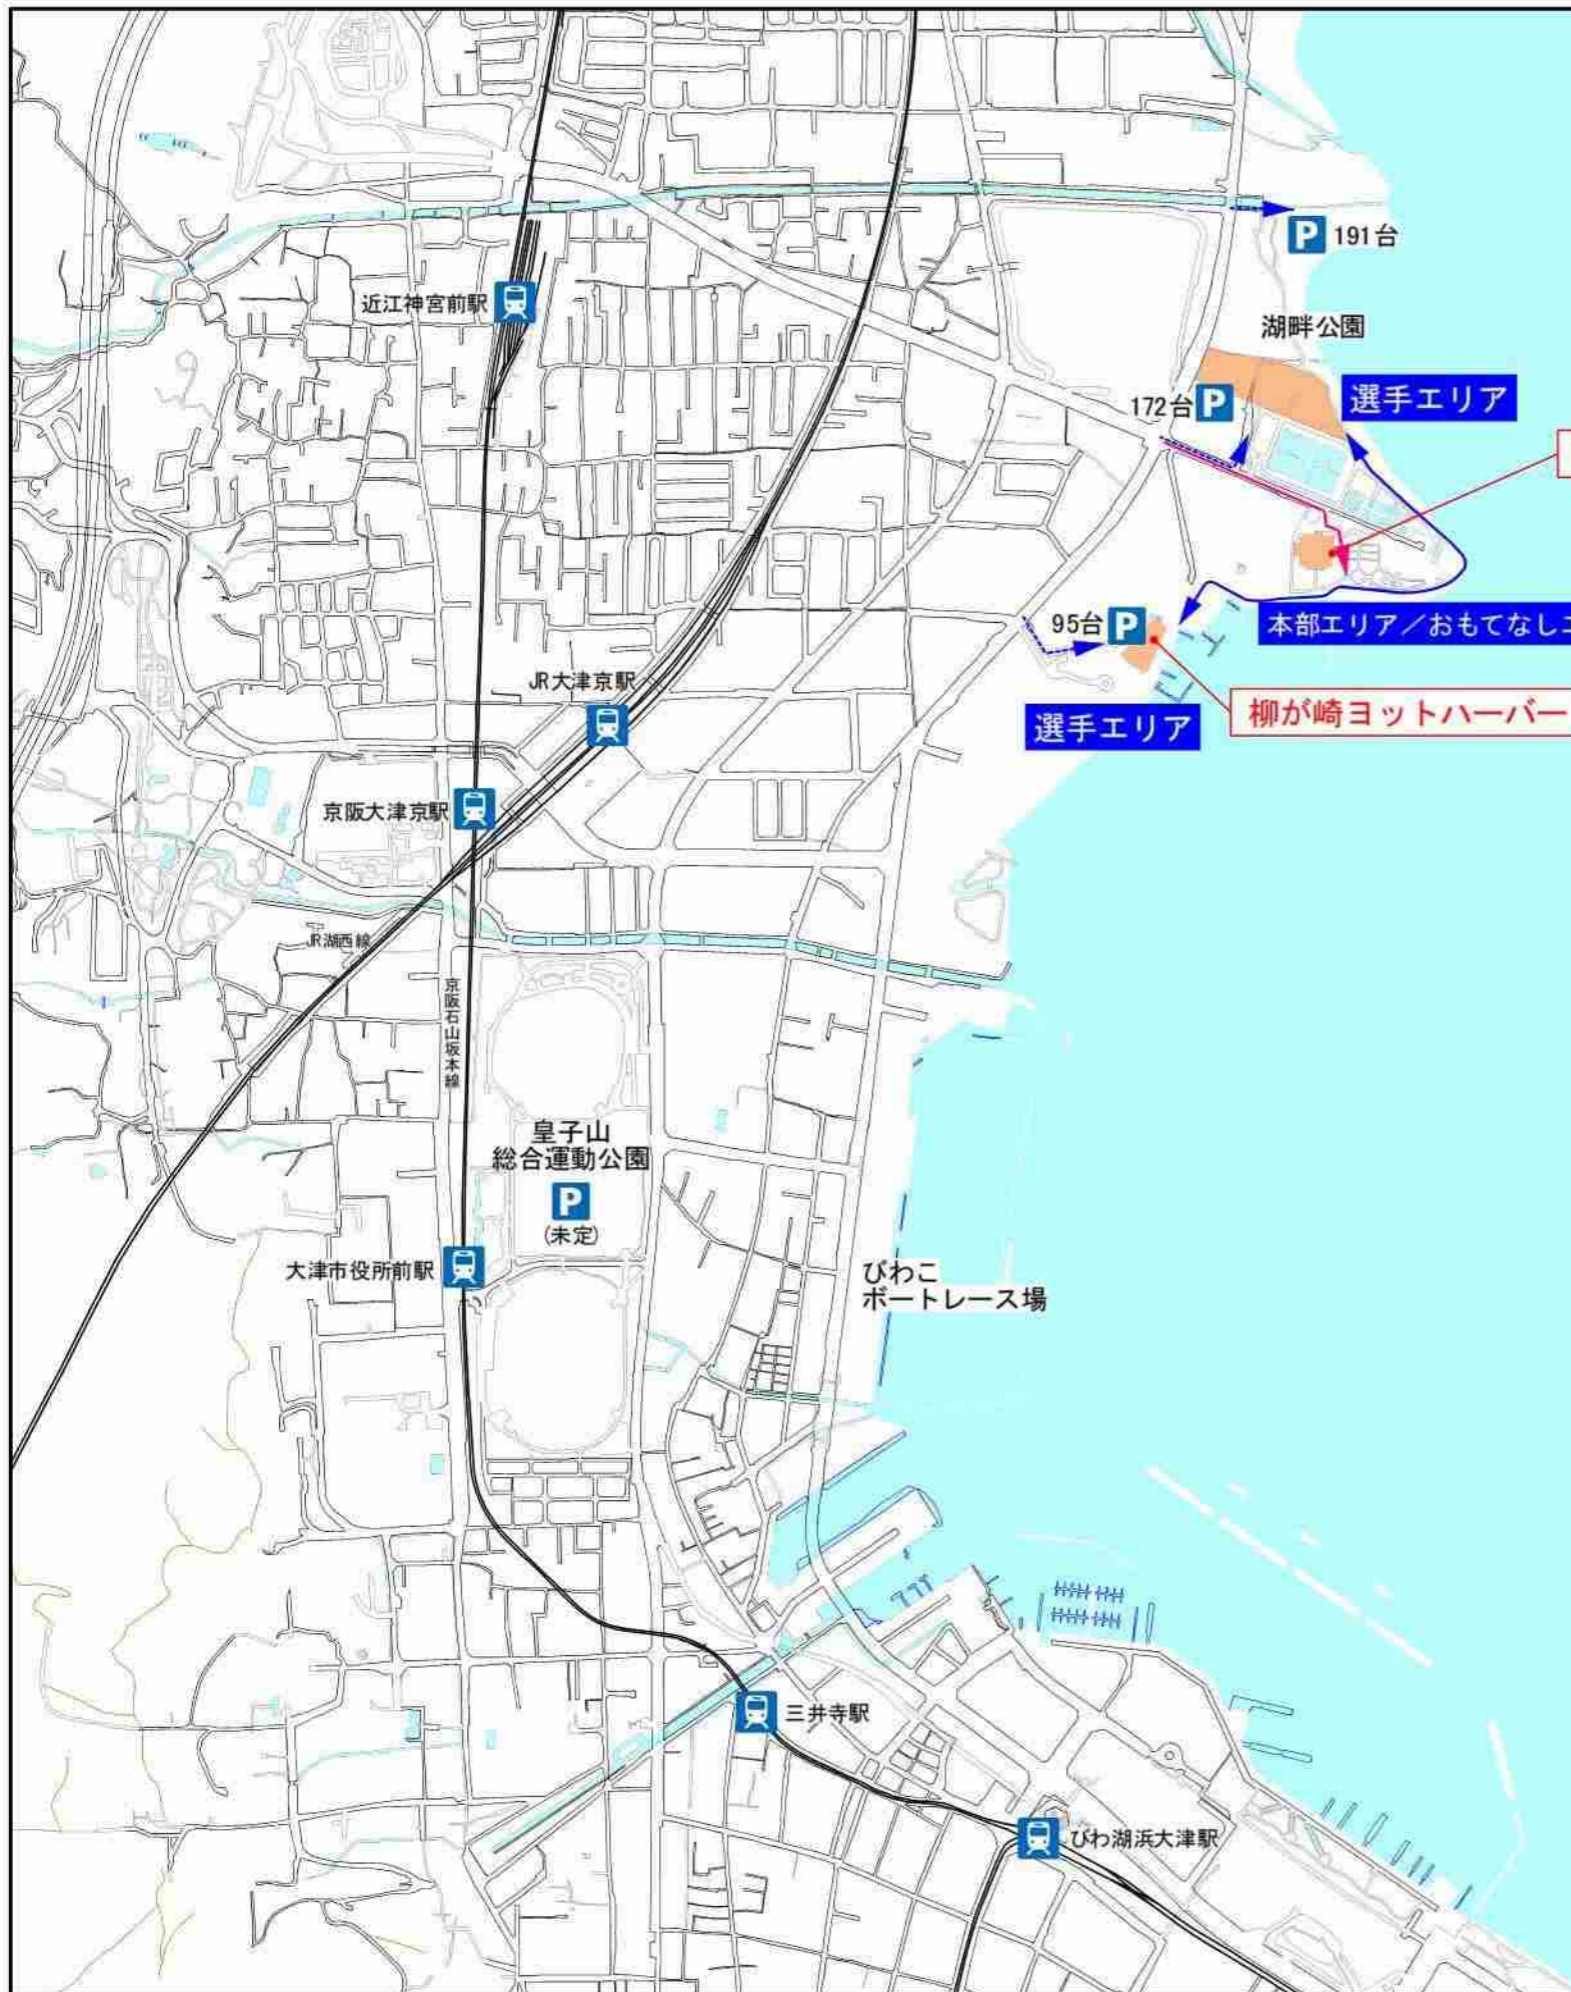 P 191台
近江神宮前駅
湖畔公園
172台 P
選手エリア
95台 P
本部エリア/おもてなしエ
JR大津京駅
柳が崎ヨットハーバー
選手エリア
京阪大津京駅
JR湖西線
京阪石山坂本線
皇子山
総合運動公園
P
(未定)
大津市役所前駅
びわこ
ボートレース場
三井寺駅
びわ湖浜大津駅